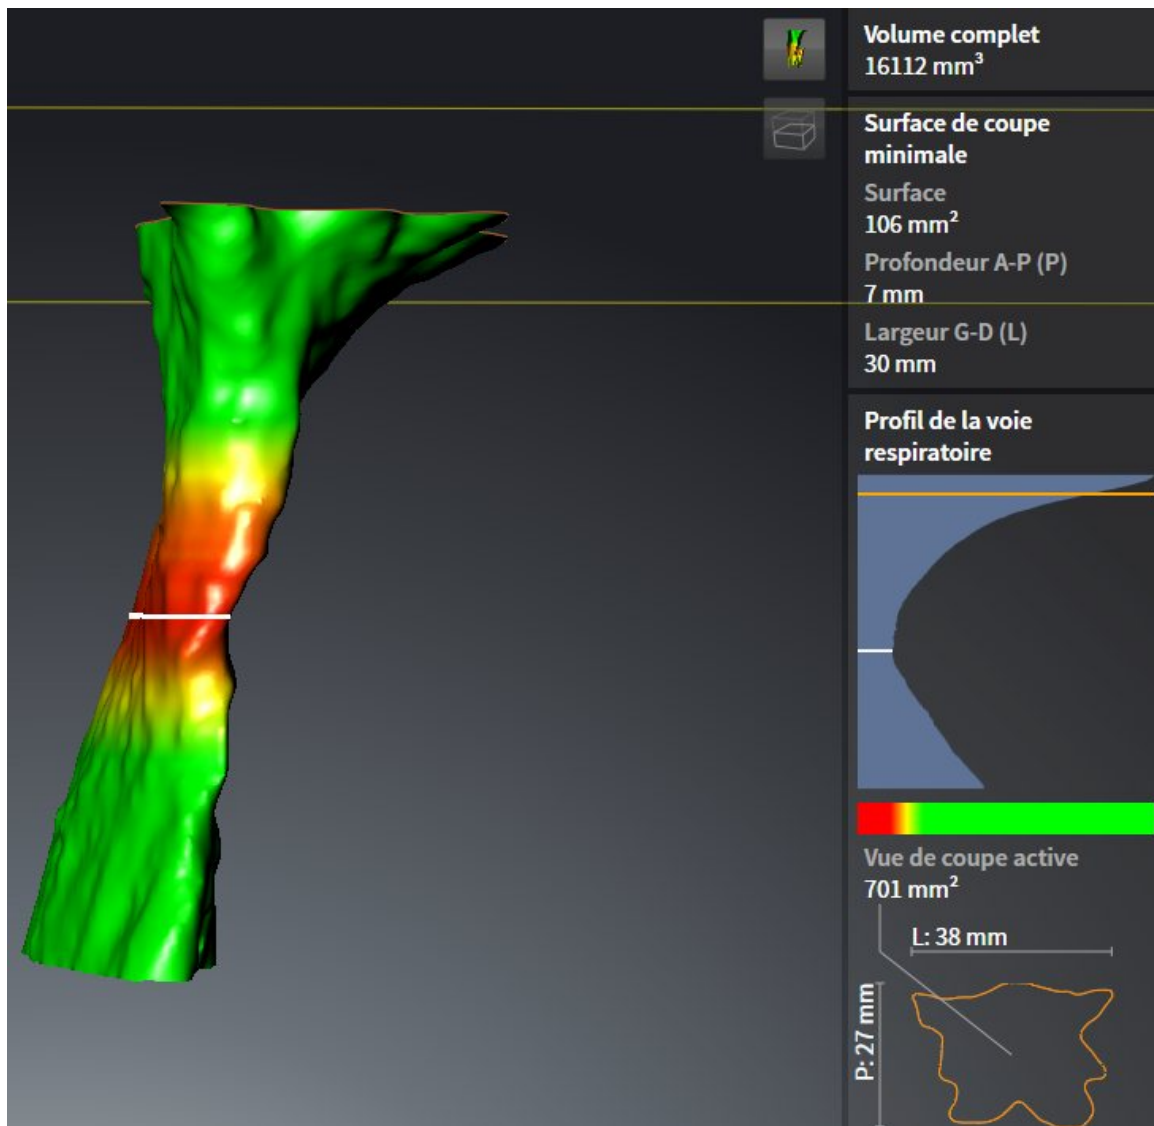 Volume complet
16112 mm³
Surface de coupe
minimale
Surface
106 mm²
Profondeur A-P (P)
7 mm
Largeur G-D (L)
30 mm
Profil de la voie
respiratoire
Vue de coupe active
701 mm²
L: 38 mm
P: 27 mm